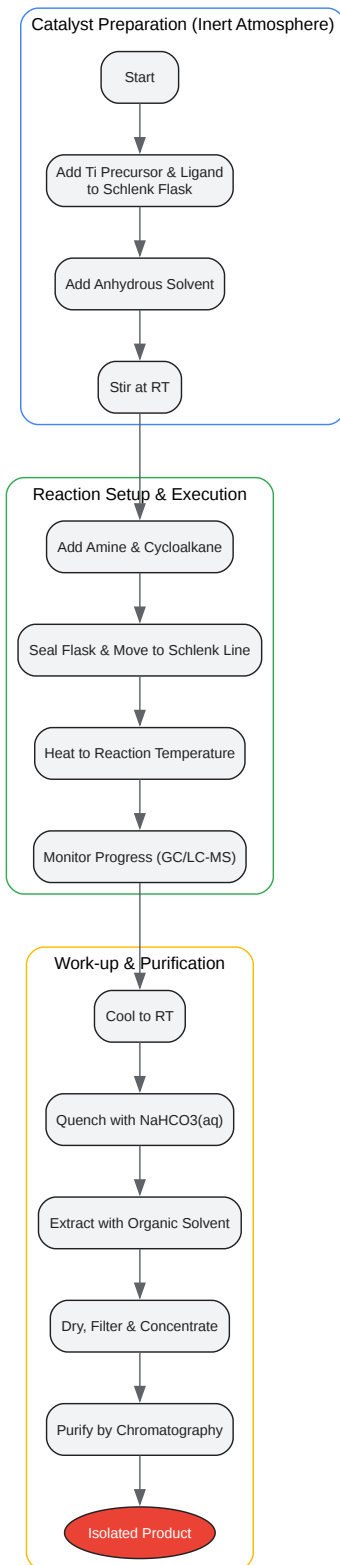 Catalyst Preparation (Inert Atmosphere)
Start
Add Ti Precursor & Ligand
to Schlenk Flask
Add Anhydrous Solvent
Stir at RT
Reaction Setup & Execution
Add Amine & Cycloalkane
Seal Flask & Move to Schlenk Line
Heat to Reaction Temperature
Monitor Progress (GC/LC-MS)
Work-up & Purification
Cool to RT
Quench with NaHCO3(aq)
Extract with Organic Solvent
Dry, Filter & Concentrate
Purify by Chromatography
Isolated Product